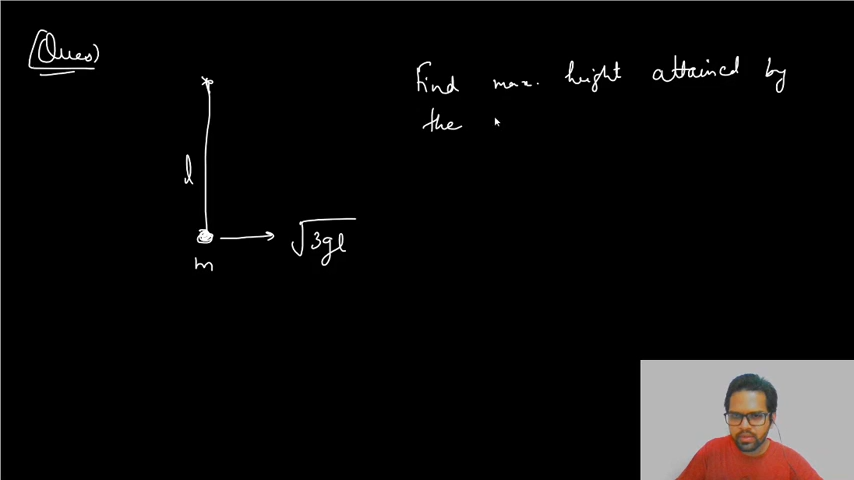 Ques)
Find max. height attained by
the
l
√3gl
m